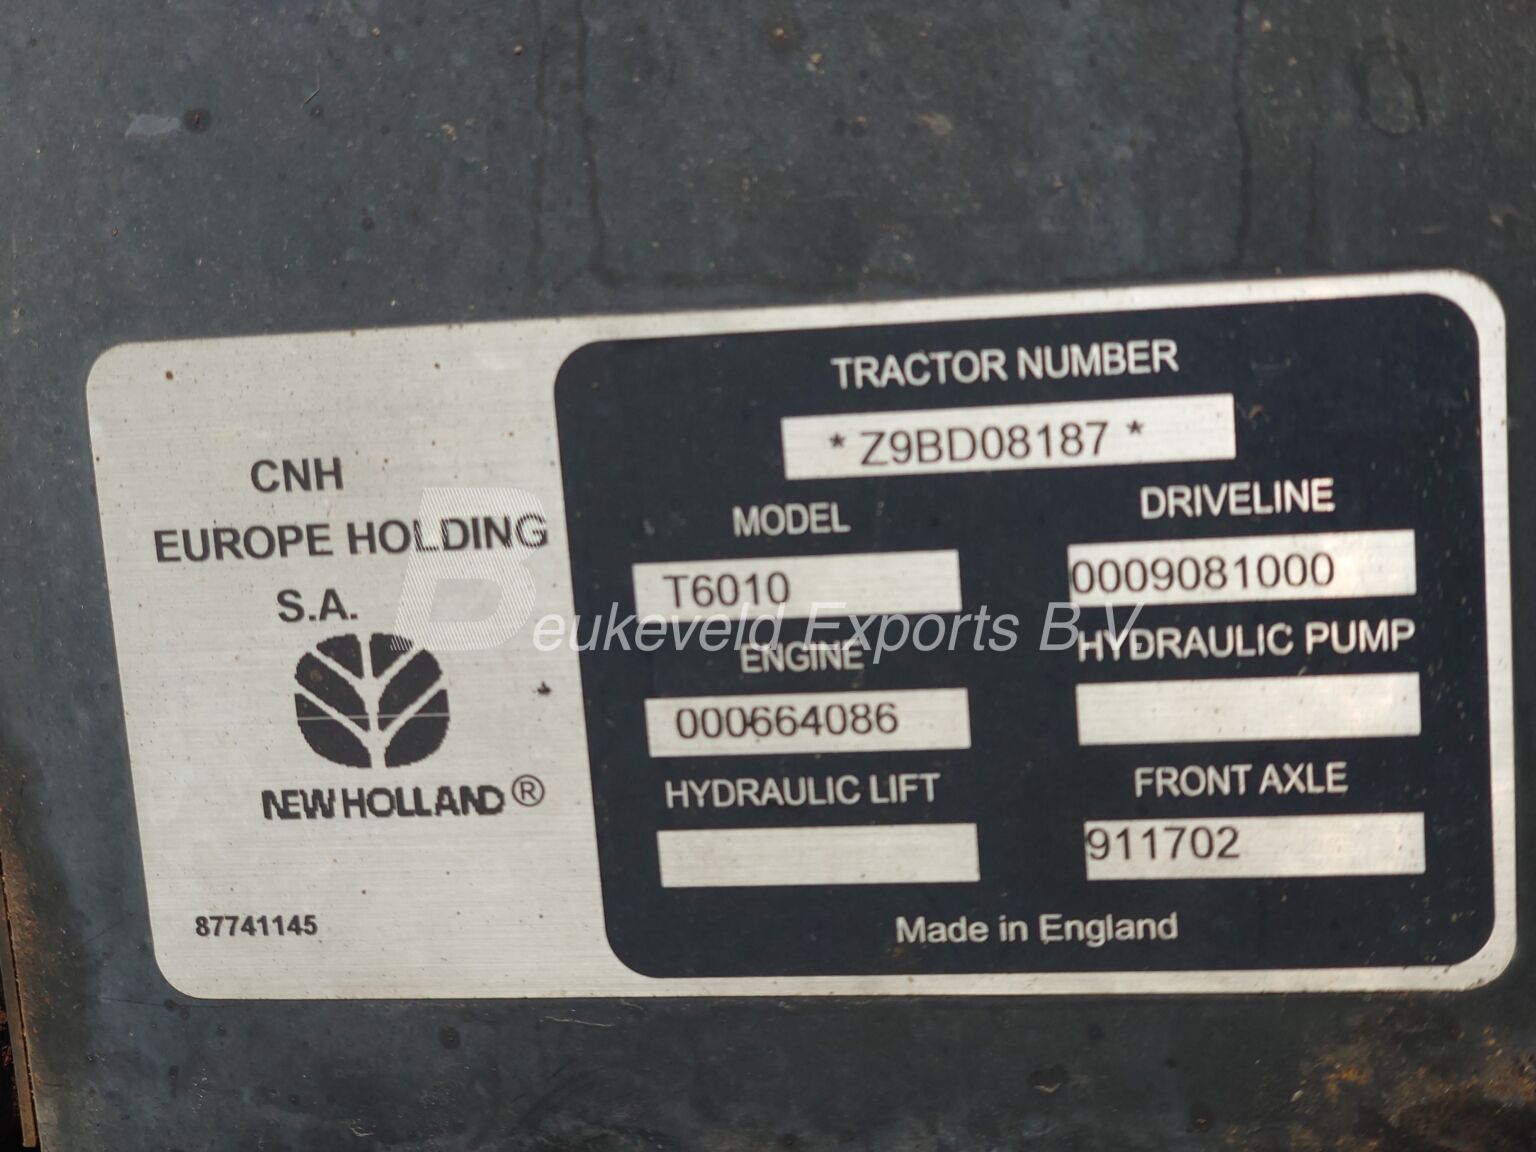 CNH
EUROPE HOLDING
S.A.
NEW HOLLAND®
87741145
TRACTOR NUMBER
* Z9BD08187 *
MODEL
T6010
DRIVELINE
0009081000
ENGINE
000664086
HYDRAULIC PUMP
HYDRAULIC LIFT
FRONT AXLE
911702
Made in England
Beukeveld Exports B.V.